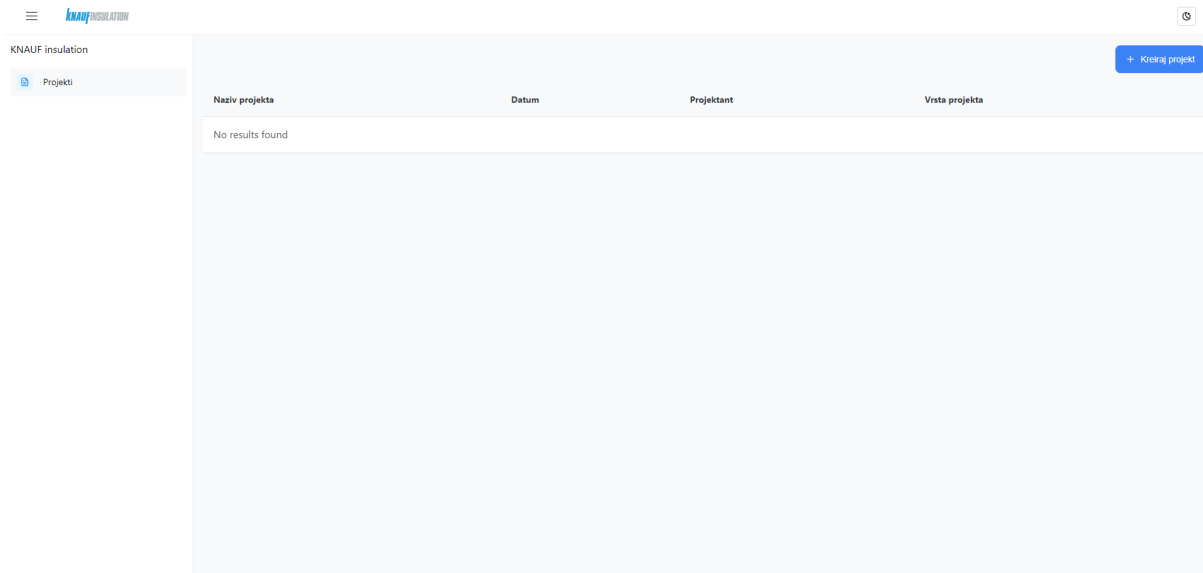 KNAUFINSULATION
KNAUF insulation
Projekti
+ Kreiraj projekt
Naziv projekta Datum Projektant Vrsta projekta
No results found